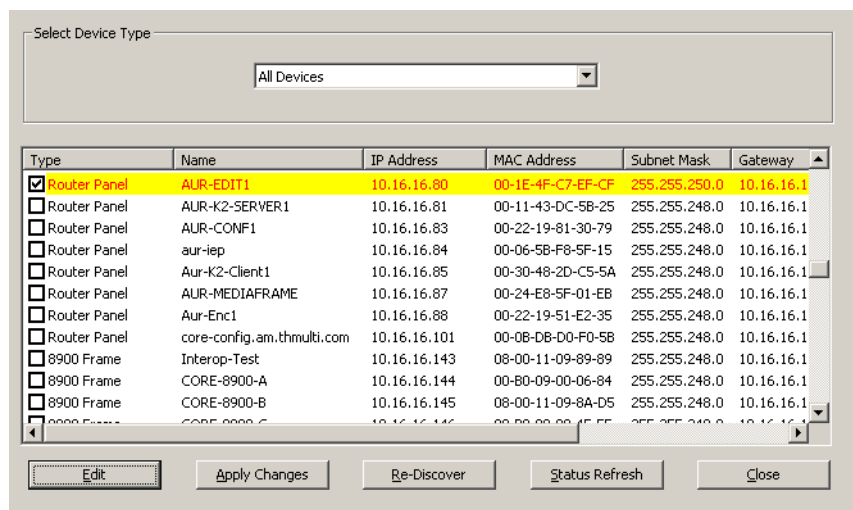 Select Device Type
All Devices
Type Name IP Address MAC Address Subnet Mask Gateway
Router Panel AUR-EDIT1 10.16.16.80 00-1E-4F-C7-EF-CF 255.255.250.0 10.16.16.1
Router Panel AUR-K2-SERVER1 10.16.16.81 00-11-43-DC-5B-25 255.255.248.0 10.16.16.1
Router Panel AUR-CONF1 10.16.16.83 00-22-19-81-30-79 255.255.248.0 10.16.16.1
Router Panel aur-iep 10.16.16.84 00-06-5B-F8-5F-15 255.255.248.0 10.16.16.1
Router Panel Aur-K2-Client1 10.16.16.85 00-30-48-2D-C5-5A 255.255.248.0 10.16.16.1
Router Panel AUR-MEDIAFRAME 10.16.16.87 00-24-E8-5F-01-EB 255.255.248.0 10.16.16.1
Router Panel Aur-Enc1 10.16.16.88 00-22-19-51-E2-35 255.255.248.0 10.16.16.1
Router Panel core-config.am.thmulti.com 10.16.16.101 00-0B-DB-D0-F0-5B 255.255.248.0 10.16.16.1
8900 Frame Interop-Test 10.16.16.143 08-00-11-09-89-89 255.255.248.0 10.16.16.1
8900 Frame CORE-8900-A 10.16.16.144 00-B0-09-00-06-84 255.255.248.0 10.16.16.1
8900 Frame CORE-8900-B 10.16.16.145 08-00-11-09-8A-D5 255.255.248.0 10.16.16.1
Edit Apply Changes Re-Discover Status Refresh Close